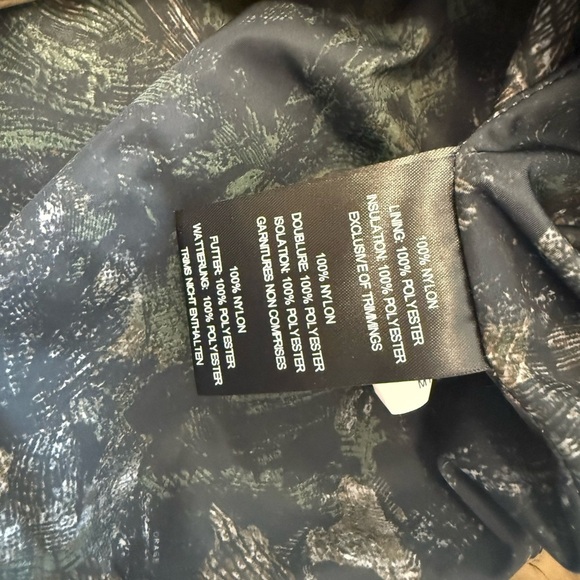 100% NYLON
LINING: 100% POLYESTER
INSULATION: 100% POLYESTER
EXCLUSIVE OF TRIMMINGS
100% NYLON
DOUBLURE: 100% POLYESTER
ISOLATION: 100% POLYESTER
GARNITURES NON COMPRISES
100% NYLON
FUTTER: 100% POLYESTER
WATTIERUNG: 100% POLYESTER
TRIMS NICHT ENTHALTEN
M